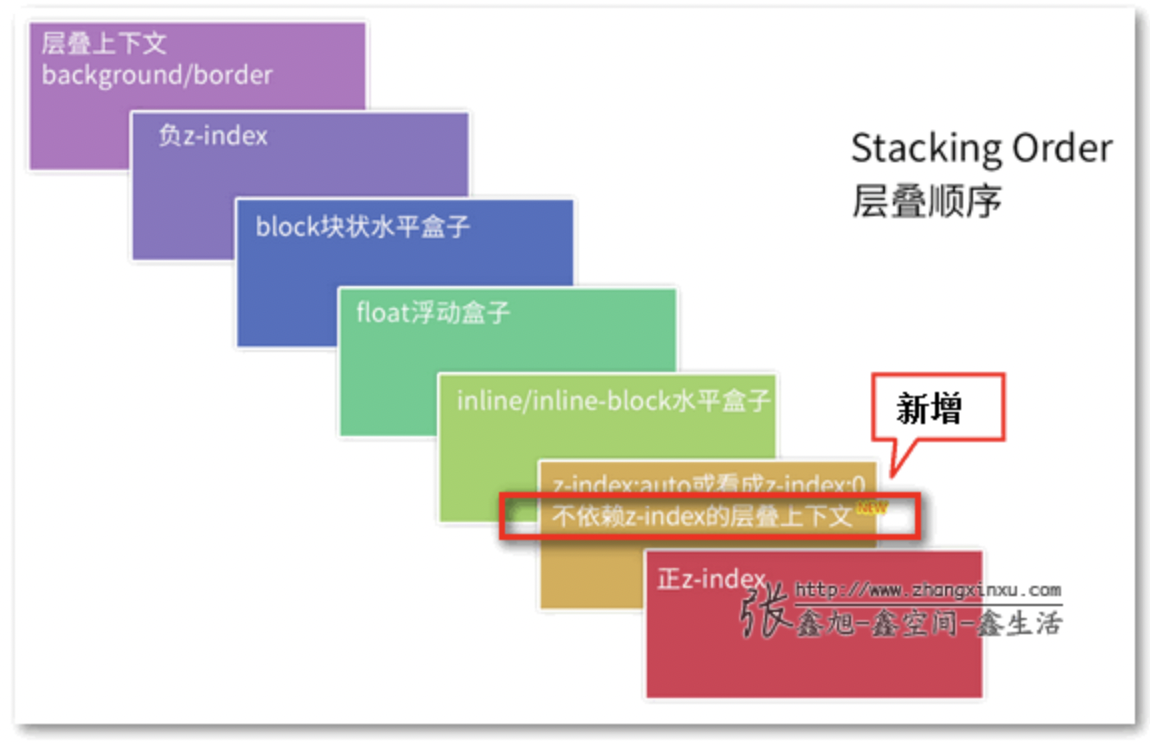 层叠上下文
background/border
负z-index
Stacking Order
层叠顺序
block块状水平盒子
float浮动盒子
inline/inline-block水平盒子
新增
z-index:auto或看成z-index:0
不依赖z-index的层叠上下文 NEW
正z-index
http://www.zhangxinxu.com
张鑫旭-鑫空间-鑫生活